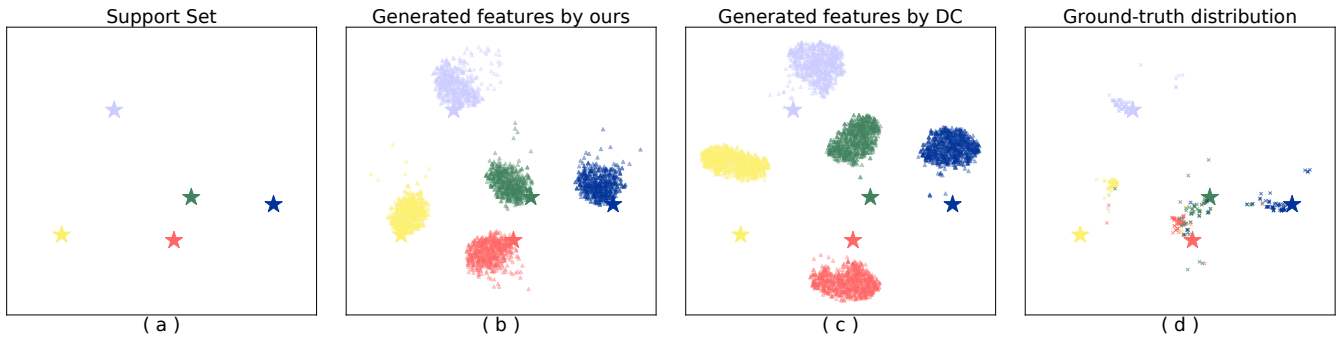 Support Set
Generated features by ours
Generated features by DC
Ground-truth distribution
( a )
( b )
( c )
( d )